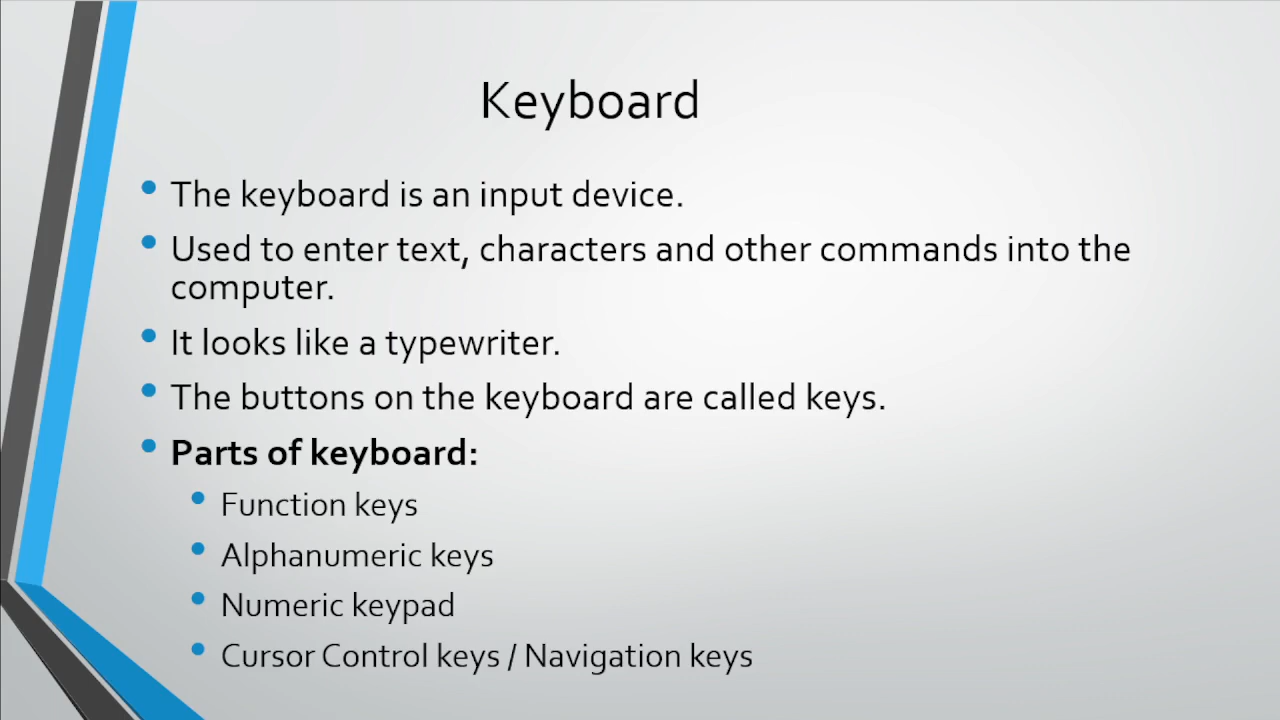 Keyboard
The keyboard is an input device.
Used to enter text, characters and other commands into the
computer.
It looks like a typewriter.
The buttons on the keyboard are called keys.
Parts of keyboard:
Function keys
Alphanumeric keys
Numeric keypad
Cursor Control keys / Navigation keys